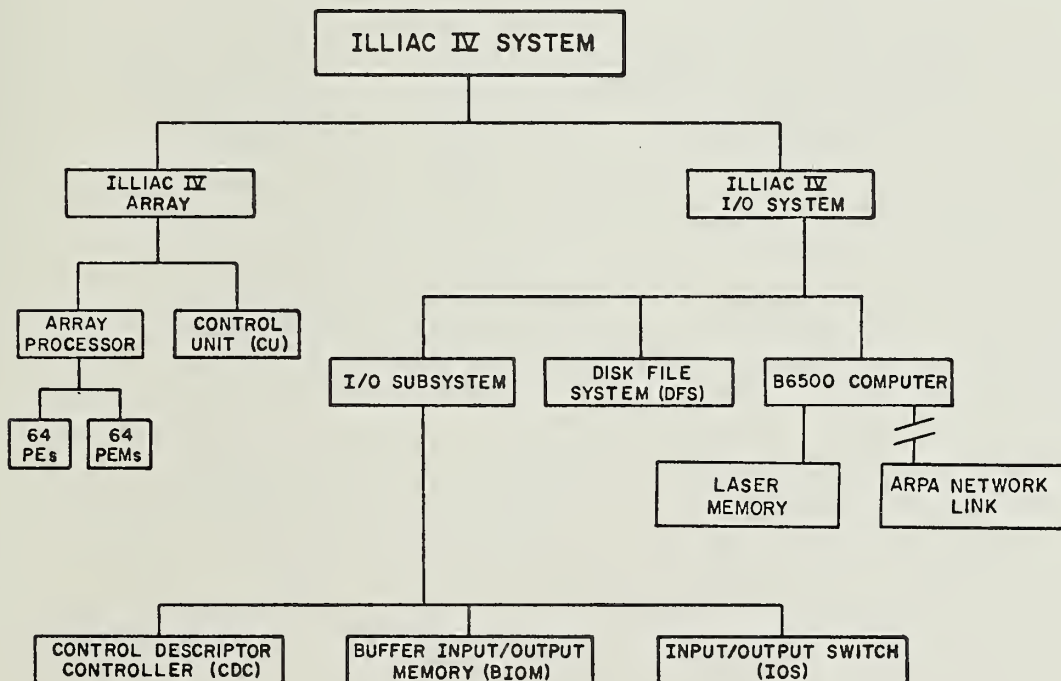 ILLIAC IV SYSTEM
ILLIAC IV
ARRAY
ILLIAC IV
I/O SYSTEM
ARRAY
PROCESSOR
CONTROL
UNIT (CU)
I/O SUBSYSTEM
DISK FILE
SYSTEM (DFS)
B6500 COMPUTER
64
PEs
64
PEMs
LASER
MEMORY
ARPA NETWORK
LINK
CONTROL DESCRIPTOR
CONTROLLER (CDC)
BUFFER INPUT/OUTPUT
MEMORY (BIOM)
INPUT/OUTPUT SWITCH
(IOS)